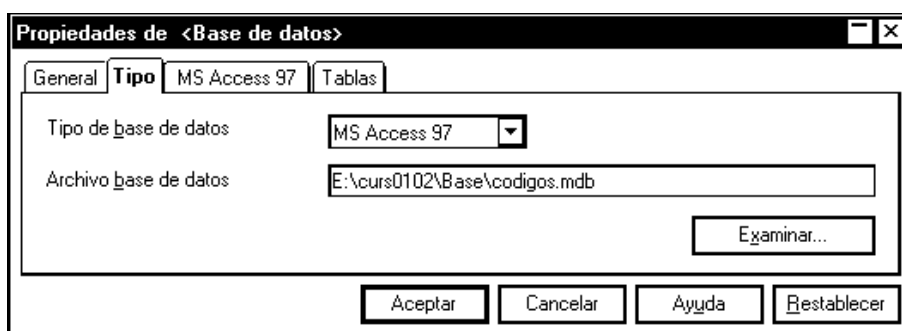 Propiedades de <Base de datos>
General Tipo MS Access 97 Tablas
Tipo de base de datos MS Access 97
Archivo base de datos E:\curs0102\Base\codigos.mdb
Examinar...
Aceptar Cancelar Ayuda Restablecer